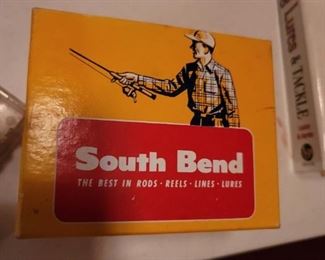 South Bend
THE BEST IN RODS · REELS · LINES · LURES
LURES & TACKLE